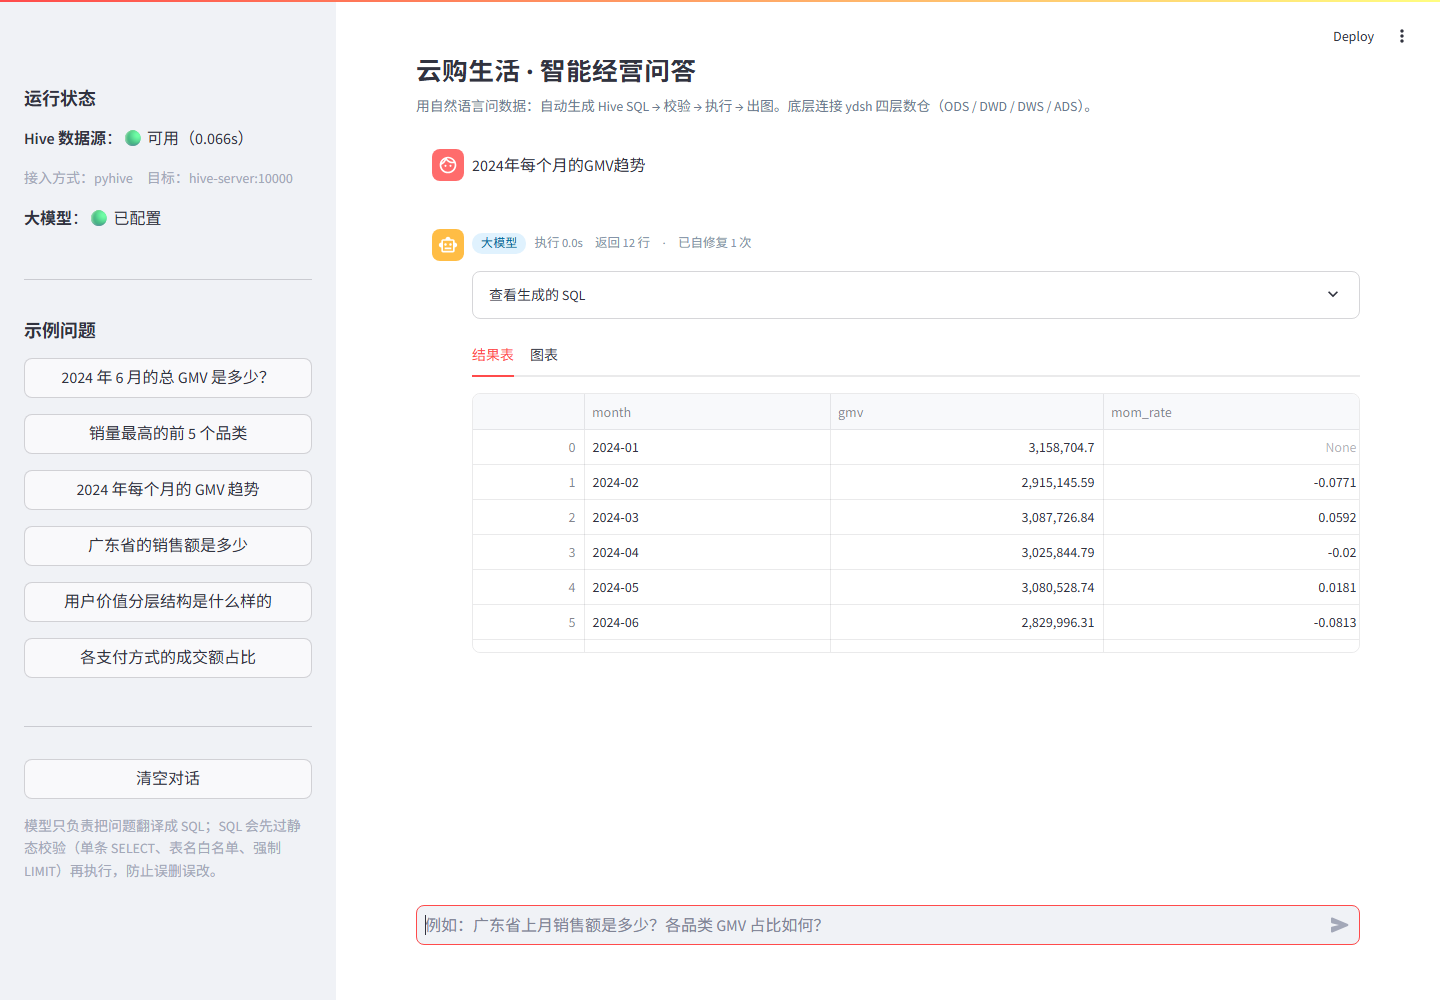 Deploy
运行状态
Hive 数据源： 可用（0.066s）
接入方式：pyhive 目标：hive-server:10000
大模型： 已配置
示例问题
2024 年 6 月的总 GMV 是多少？
销量最高的前 5 个品类
2024 年每个月的 GMV 趋势
广东省的销售额是多少
用户价值分层结构是什么样的
各支付方式的成交额占比
清空对话
模型只负责把问题翻译成 SQL；SQL 会先过静
态校验（单条 SELECT、表名白名单、强制
LIMIT）再执行，防止误删误改。
云购生活 · 智能经营问答
用自然语言问数据：自动生成 Hive SQL → 校验 → 执行 → 出图。底层连接 ydsh 四层数仓（ODS / DWD / DWS / ADS）。
2024年每个月的GMV趋势
大模型 执行 0.0s 返回 12 行 · 已自修复 1 次
查看生成的 SQL
结果表 图表
month gmv mom_rate
0 2024-01 3,158,704.7 None
1 2024-02 2,915,145.59 -0.0771
2 2024-03 3,087,726.84 0.0592
3 2024-04 3,025,844.79 -0.02
4 2024-05 3,080,528.74 0.0181
5 2024-06 2,829,996.31 -0.0813
例如：广东省上月销售额是多少？各品类 GMV 占比如何？